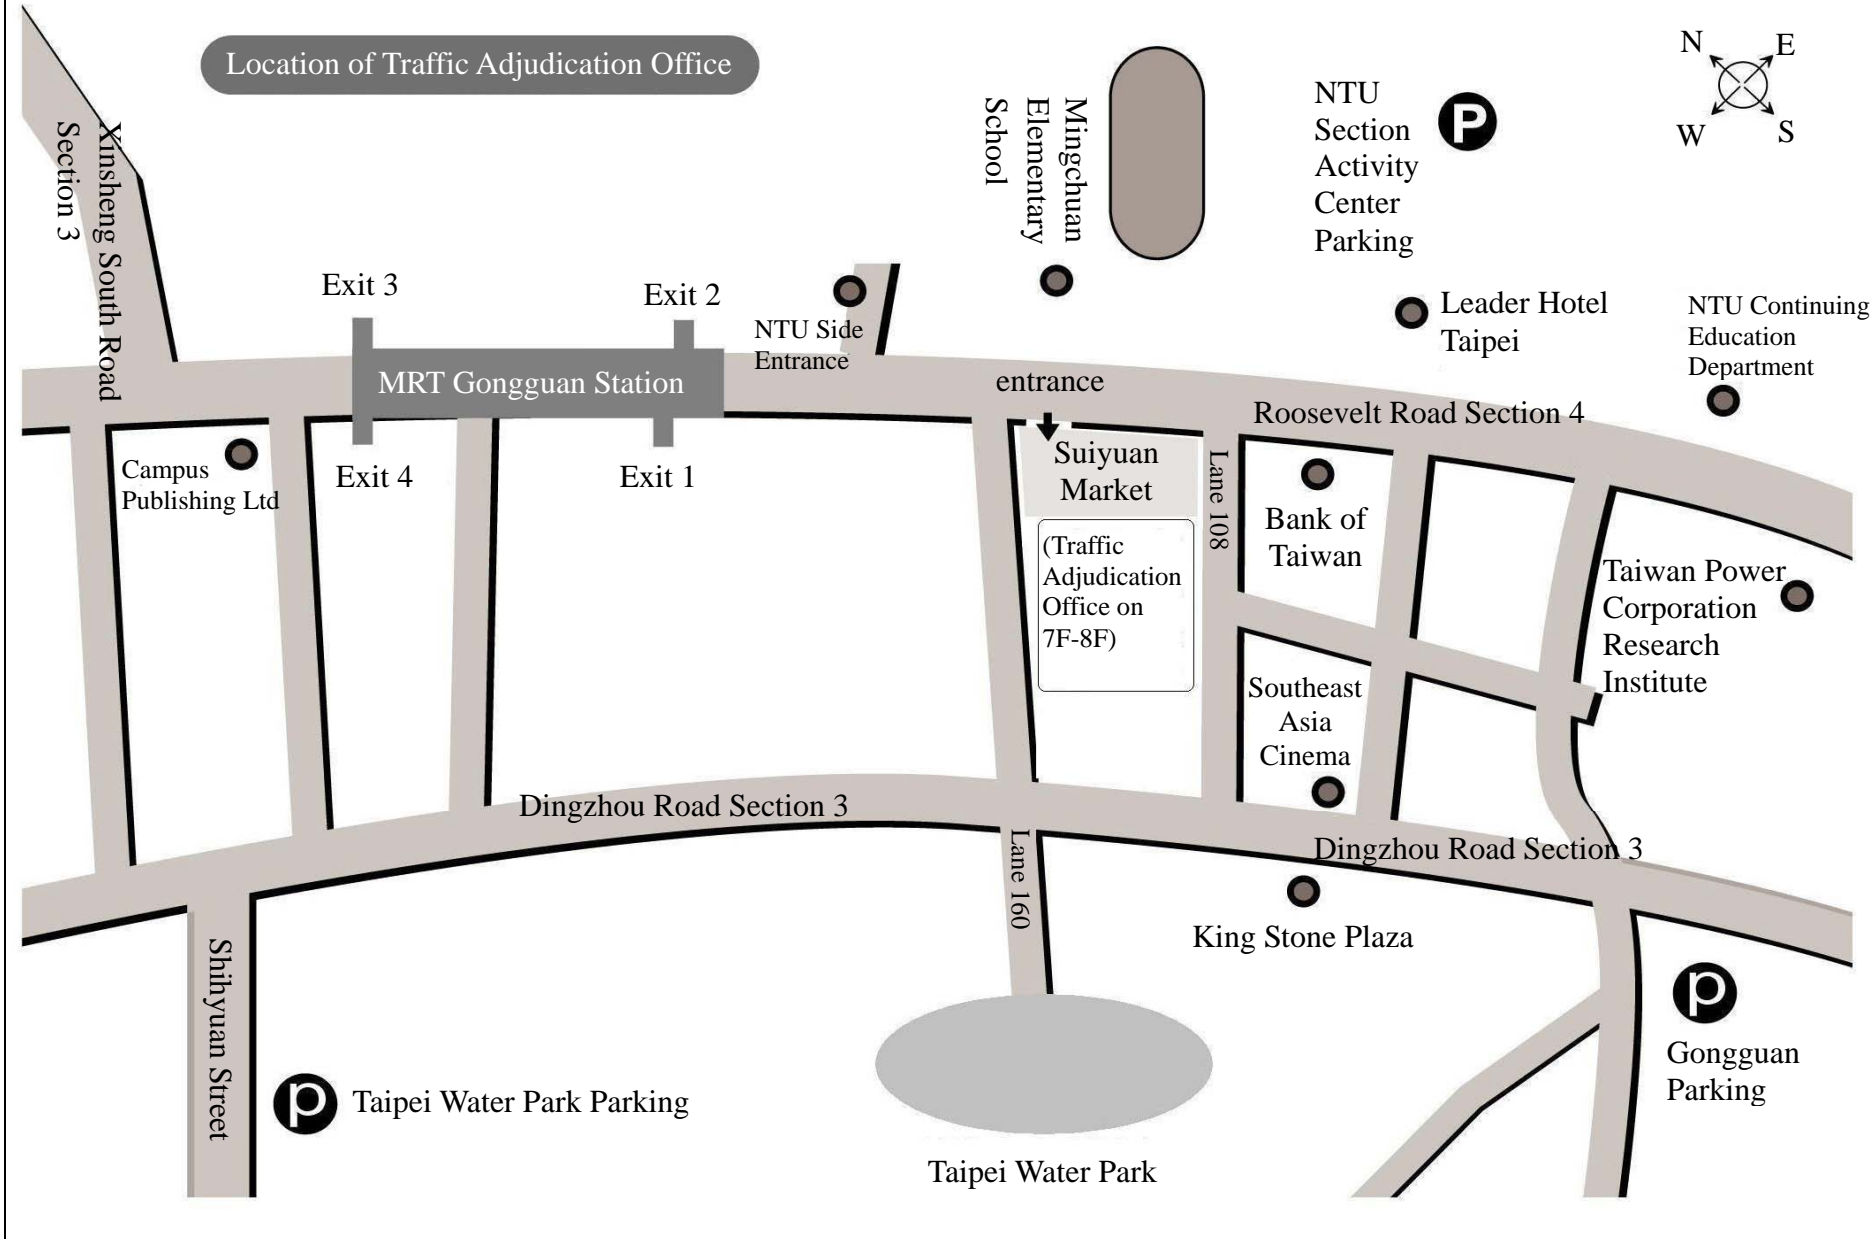 Location of Traffic Adjudication Office
N
E
W
S
Xinsheng South Road
Section 3
Mingchuan
Elementary
School
NTU
Section
Activity
Center
Parking
P
Exit 3
Exit 2
NTU Side
Entrance
Leader Hotel
Taipei
NTU Continuing
Education
Department
MRT Gongguan Station
entrance
Roosevelt Road Section 4
Campus
Publishing Ltd
Exit 4
Exit 1
Suiyuan
Market
Lane 108
Bank of
Taiwan
(Traffic
Adjudication
Office on
7F-8F)
Taiwan Power
Corporation
Research
Institute
Southeast
Asia
Cinema
Dingzhou Road Section 3
Dingzhou Road Section 3
Lane 160
King Stone Plaza
Shihyuan Street
p
Taipei Water Park Parking
p
Gongguan
Parking
Taipei Water Park